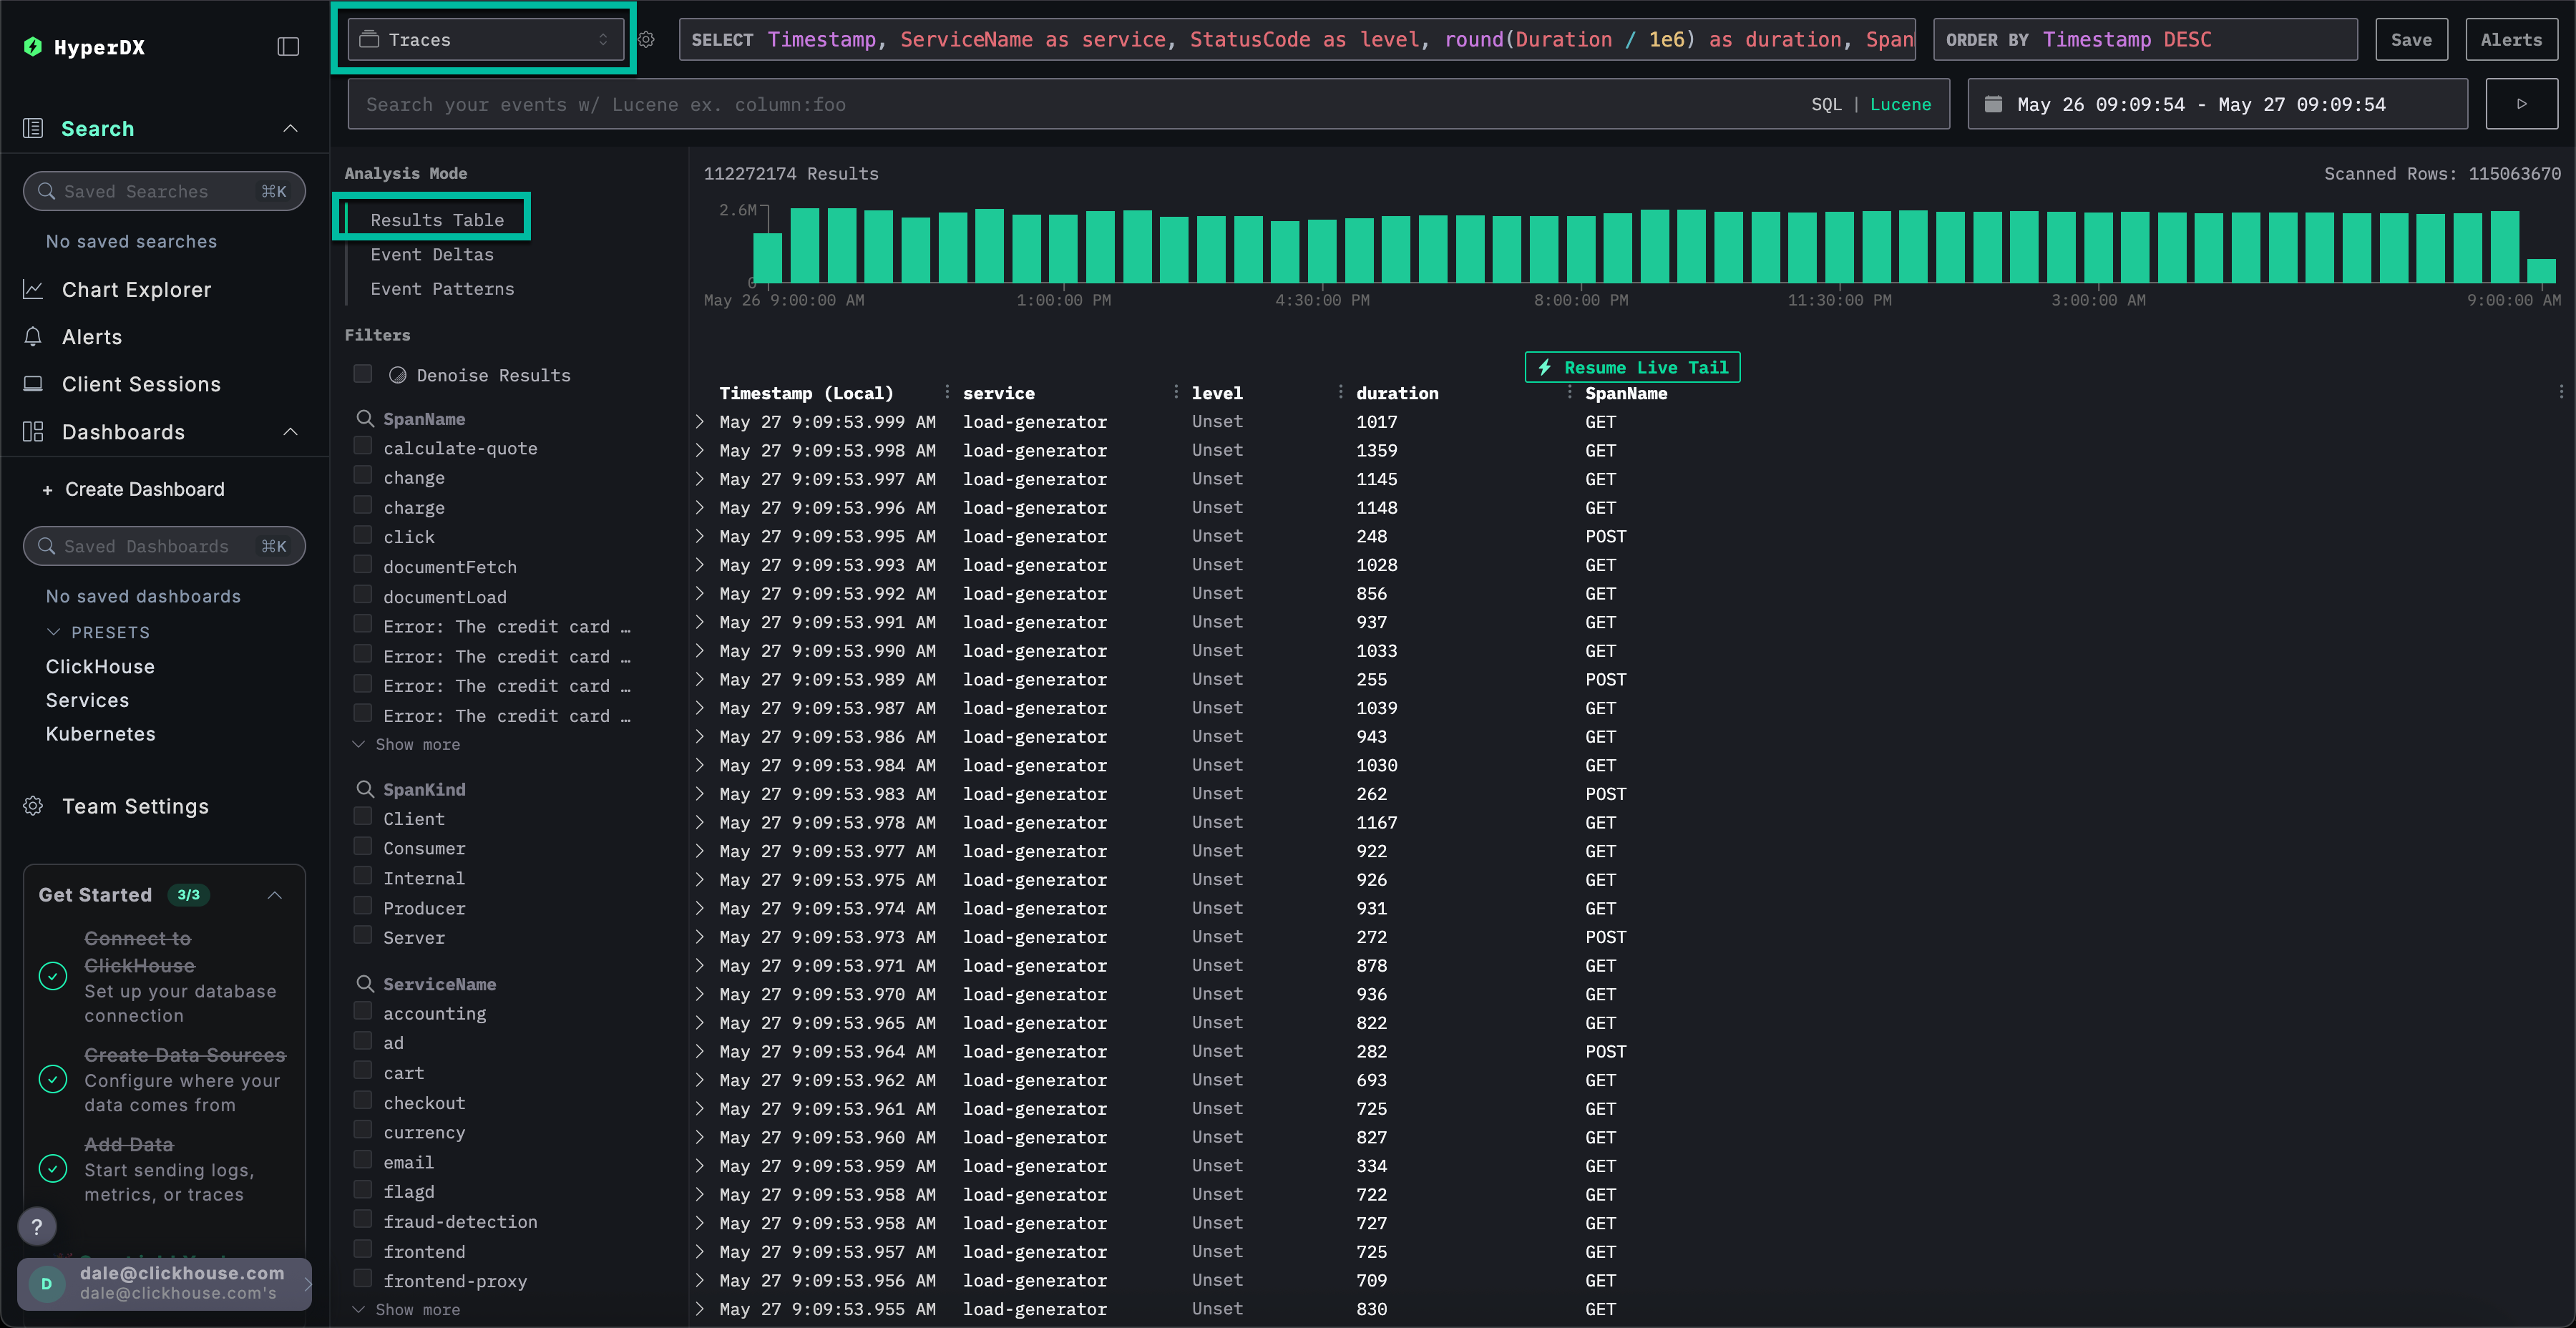 HyperDX
Search
Saved Searches ⌘K
No saved searches
Chart Explorer
Alerts
Client Sessions
Dashboards
+ Create Dashboard
Saved Dashboards ⌘K
No saved dashboards
PRESETS
ClickHouse
Services
Kubernetes
Team Settings
Get Started 3/3
Connect to
ClickHouse
Set up your database
connection
Create Data Sources
Configure where your
data comes from
Add Data
Start sending logs,
metrics, or traces
?
D
dale@clickhouse.com
dale@clickhouse.com's
Traces
SELECT Timestamp, ServiceName as service, StatusCode as level, round(Duration / 1e6) as duration, Span
ORDER BY Timestamp DESC
Save
Alerts
Search your events w/ Lucene ex. column:foo
SQL | Lucene
May 26 09:09:54 - May 27 09:09:54
Analysis Mode
Results Table
Event Deltas
Event Patterns
Filters
Denoise Results
SpanName
calculate-quote
change
charge
click
documentFetch
documentLoad
Error: The credit card …
Error: The credit card …
Error: The credit card …
Error: The credit card …
Show more
SpanKind
Client
Consumer
Internal
Producer
Server
ServiceName
accounting
ad
cart
checkout
currency
email
flagd
fraud-detection
frontend
frontend-proxy
Show more
112272174 Results
Scanned Rows: 115063670
2.6M
0
May 26 9:00:00 AM 1:00:00 PM 4:30:00 PM 8:00:00 PM 11:30:00 PM 3:00:00 AM 9:00:00 AM
Resume Live Tail
Timestamp (Local) service level duration SpanName
May 27 9:09:53.999 AM load-generator Unset 1017 GET
May 27 9:09:53.998 AM load-generator Unset 1359 GET
May 27 9:09:53.997 AM load-generator Unset 1145 GET
May 27 9:09:53.996 AM load-generator Unset 1148 GET
May 27 9:09:53.995 AM load-generator Unset 248 POST
May 27 9:09:53.993 AM load-generator Unset 1028 GET
May 27 9:09:53.992 AM load-generator Unset 856 GET
May 27 9:09:53.991 AM load-generator Unset 937 GET
May 27 9:09:53.990 AM load-generator Unset 1033 GET
May 27 9:09:53.989 AM load-generator Unset 255 POST
May 27 9:09:53.987 AM load-generator Unset 1039 GET
May 27 9:09:53.986 AM load-generator Unset 943 GET
May 27 9:09:53.984 AM load-generator Unset 1030 GET
May 27 9:09:53.983 AM load-generator Unset 262 POST
May 27 9:09:53.978 AM load-generator Unset 1167 GET
May 27 9:09:53.977 AM load-generator Unset 922 GET
May 27 9:09:53.975 AM load-generator Unset 926 GET
May 27 9:09:53.974 AM load-generator Unset 931 GET
May 27 9:09:53.973 AM load-generator Unset 272 POST
May 27 9:09:53.971 AM load-generator Unset 878 GET
May 27 9:09:53.970 AM load-generator Unset 936 GET
May 27 9:09:53.965 AM load-generator Unset 822 GET
May 27 9:09:53.964 AM load-generator Unset 282 POST
May 27 9:09:53.962 AM load-generator Unset 693 GET
May 27 9:09:53.961 AM load-generator Unset 725 GET
May 27 9:09:53.960 AM load-generator Unset 827 GET
May 27 9:09:53.959 AM load-generator Unset 334 GET
May 27 9:09:53.958 AM load-generator Unset 722 GET
May 27 9:09:53.958 AM load-generator Unset 727 GET
May 27 9:09:53.957 AM load-generator Unset 725 GET
May 27 9:09:53.956 AM load-generator Unset 709 GET
May 27 9:09:53.955 AM load-generator Unset 830 GET